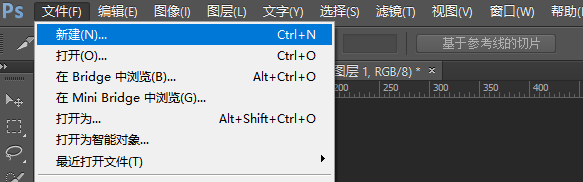 Ps 文件(F) 编辑(E) 图像(I) 图层(L) 文字(Y) 选择(S) 滤镜(T) 视图(V) 窗口(W) 帮助
新建(N)... Ctrl+N
基于参考线的切片
打开(O)... Ctrl+O
图层 1, RGB/8) * ×
在 Bridge 中浏览(B)... Alt+Ctrl+O
200 250 300 350 400
在 Mini Bridge 中浏览(G)...
打开为... Alt+Shift+Ctrl+O
打开为智能对象...
最近打开文件(T)